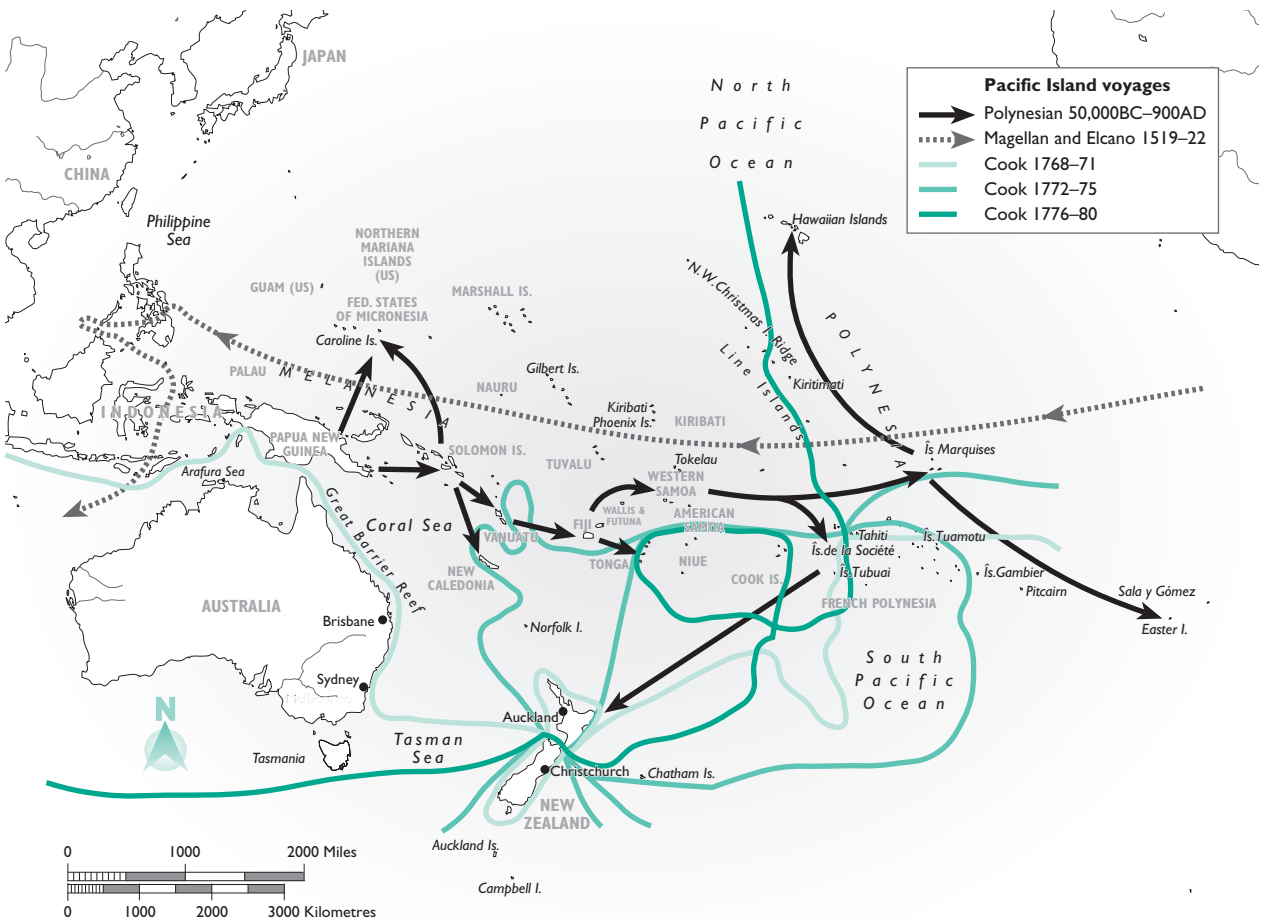 JAPAN
CHINA
Philippine
Sea
North
Pacific
Ocean
Pacific Island voyages
Polynesian 50,000BC–900AD
Magellan and Elcano 1519–22
Cook 1768–71
Cook 1772–75
Cook 1776–80
Hawaiian Islands
NORTHERN
MARIANA
ISLANDS
(US)
GUAM (US)
MARSHALL IS.
FED. STATES
OF MICRONESIA
Caroline Is.
N.W.Christmas I. Ridge
POLYNESIA
Line Islands
PALAU
MELANESIA
Gilbert Is.
NAURU
Kiritimati
INDONESIA
Kiribati
Phoenix Is.
KIRIBATI
PAPUA NEW
GUINEA
SOLOMON IS.
Îs Marquises
Arafura Sea
TUVALU
Tokelau
WESTERN
SAMOA
Great Barrier Reef
Coral Sea
VANUATU
FIJI
WALLIS &
FUTUNA
AMERICAN
SAMOA
Tahiti
Îs.Tuamotu
Îs.de la Société
TONGA
NIUE
NEW
CALEDONIA
COOK IS.
Îs.Tubuai
Îs.Gambier
Pitcairn
Sala y Gómez
FRENCH POLYNESIA
AUSTRALIA
Brisbane
Norfolk I.
Easter I.
South
Pacific
Ocean
Sydney
N
Auckland
Tasman
Sea
Tasmania
Christchurch
Chatham Is.
NEW
ZEALAND
Auckland Is.
Campbell I.
0 1000 2000 Miles
0 1000 2000 3000 Kilometres